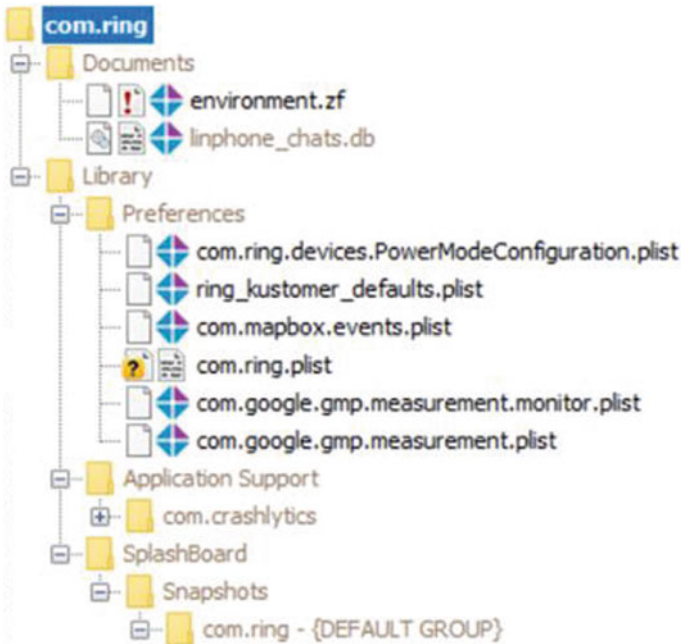 com.ring
Documents
environment.zf
linphone_chats.db
Library
Preferences
com.ring.devices.PowerModeConfiguration.plist
ring_kustomer_defaults.plist
com.mapbox.events.plist
com.ring.plist
com.google.gmp.measurement.monitor.plist
com.google.gmp.measurement.plist
Application Support
com.crashlytics
SplashBoard
Snapshots
com.ring - {DEFAULT GROUP}